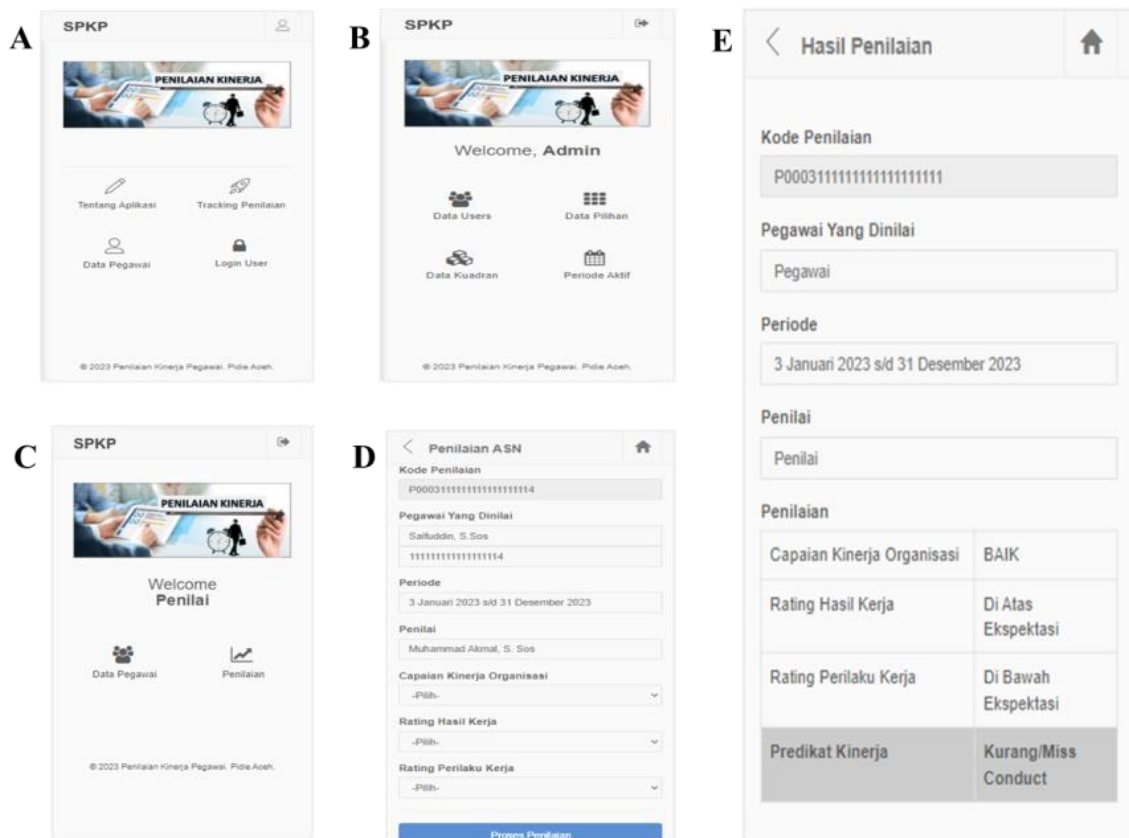 A
SPKP
PENILAIAN KINERJA
Tentang Aplikasi
Tracking Penilaian
Data Pegawai
Login User
© 2023 Penilaian Kinerja Pegawai. Pidie Aceh.
B
SPKP
PENILAIAN KINERJA
Welcome, Admin
Data Users
Data Pilihan
Data Kuadran
Periode Aktif
© 2023 Penilaian Kinerja Pegawai. Pidie Aceh.
C
SPKP
PENILAIAN KINERJA
Welcome
Penilai
Data Pegawai
Penilaian
© 2023 Penilaian Kinerja Pegawai. Pidie Aceh.
D
Penilaian ASN
Kode Penilaian
P0003111111111111111114
Pegawai Yang Dinilai
Saifuddin, S.Sos
111111111111111114
Periode
3 Januari 2023 s/d 31 Desember 2023
Penilai
Muhammad Akmal, S. Sos
Capaian Kinerja Organisasi
-Pilih-
Rating Hasil Kerja
-Pilih-
Rating Perilaku Kerja
-Pilih-
Proses Penilaian
E
Hasil Penilaian
Kode Penilaian
P0003111111111111111111
Pegawai Yang Dinilai
Pegawai
Periode
3 Januari 2023 s/d 31 Desember 2023
Penilai
Penilai
Penilaian
Capaian Kinerja Organisasi BAIK
Rating Hasil Kerja Di Atas
Ekspektasi
Rating Perilaku Kerja Di Bawah
Ekspektasi
Predikat Kinerja Kurang/Miss
Conduct